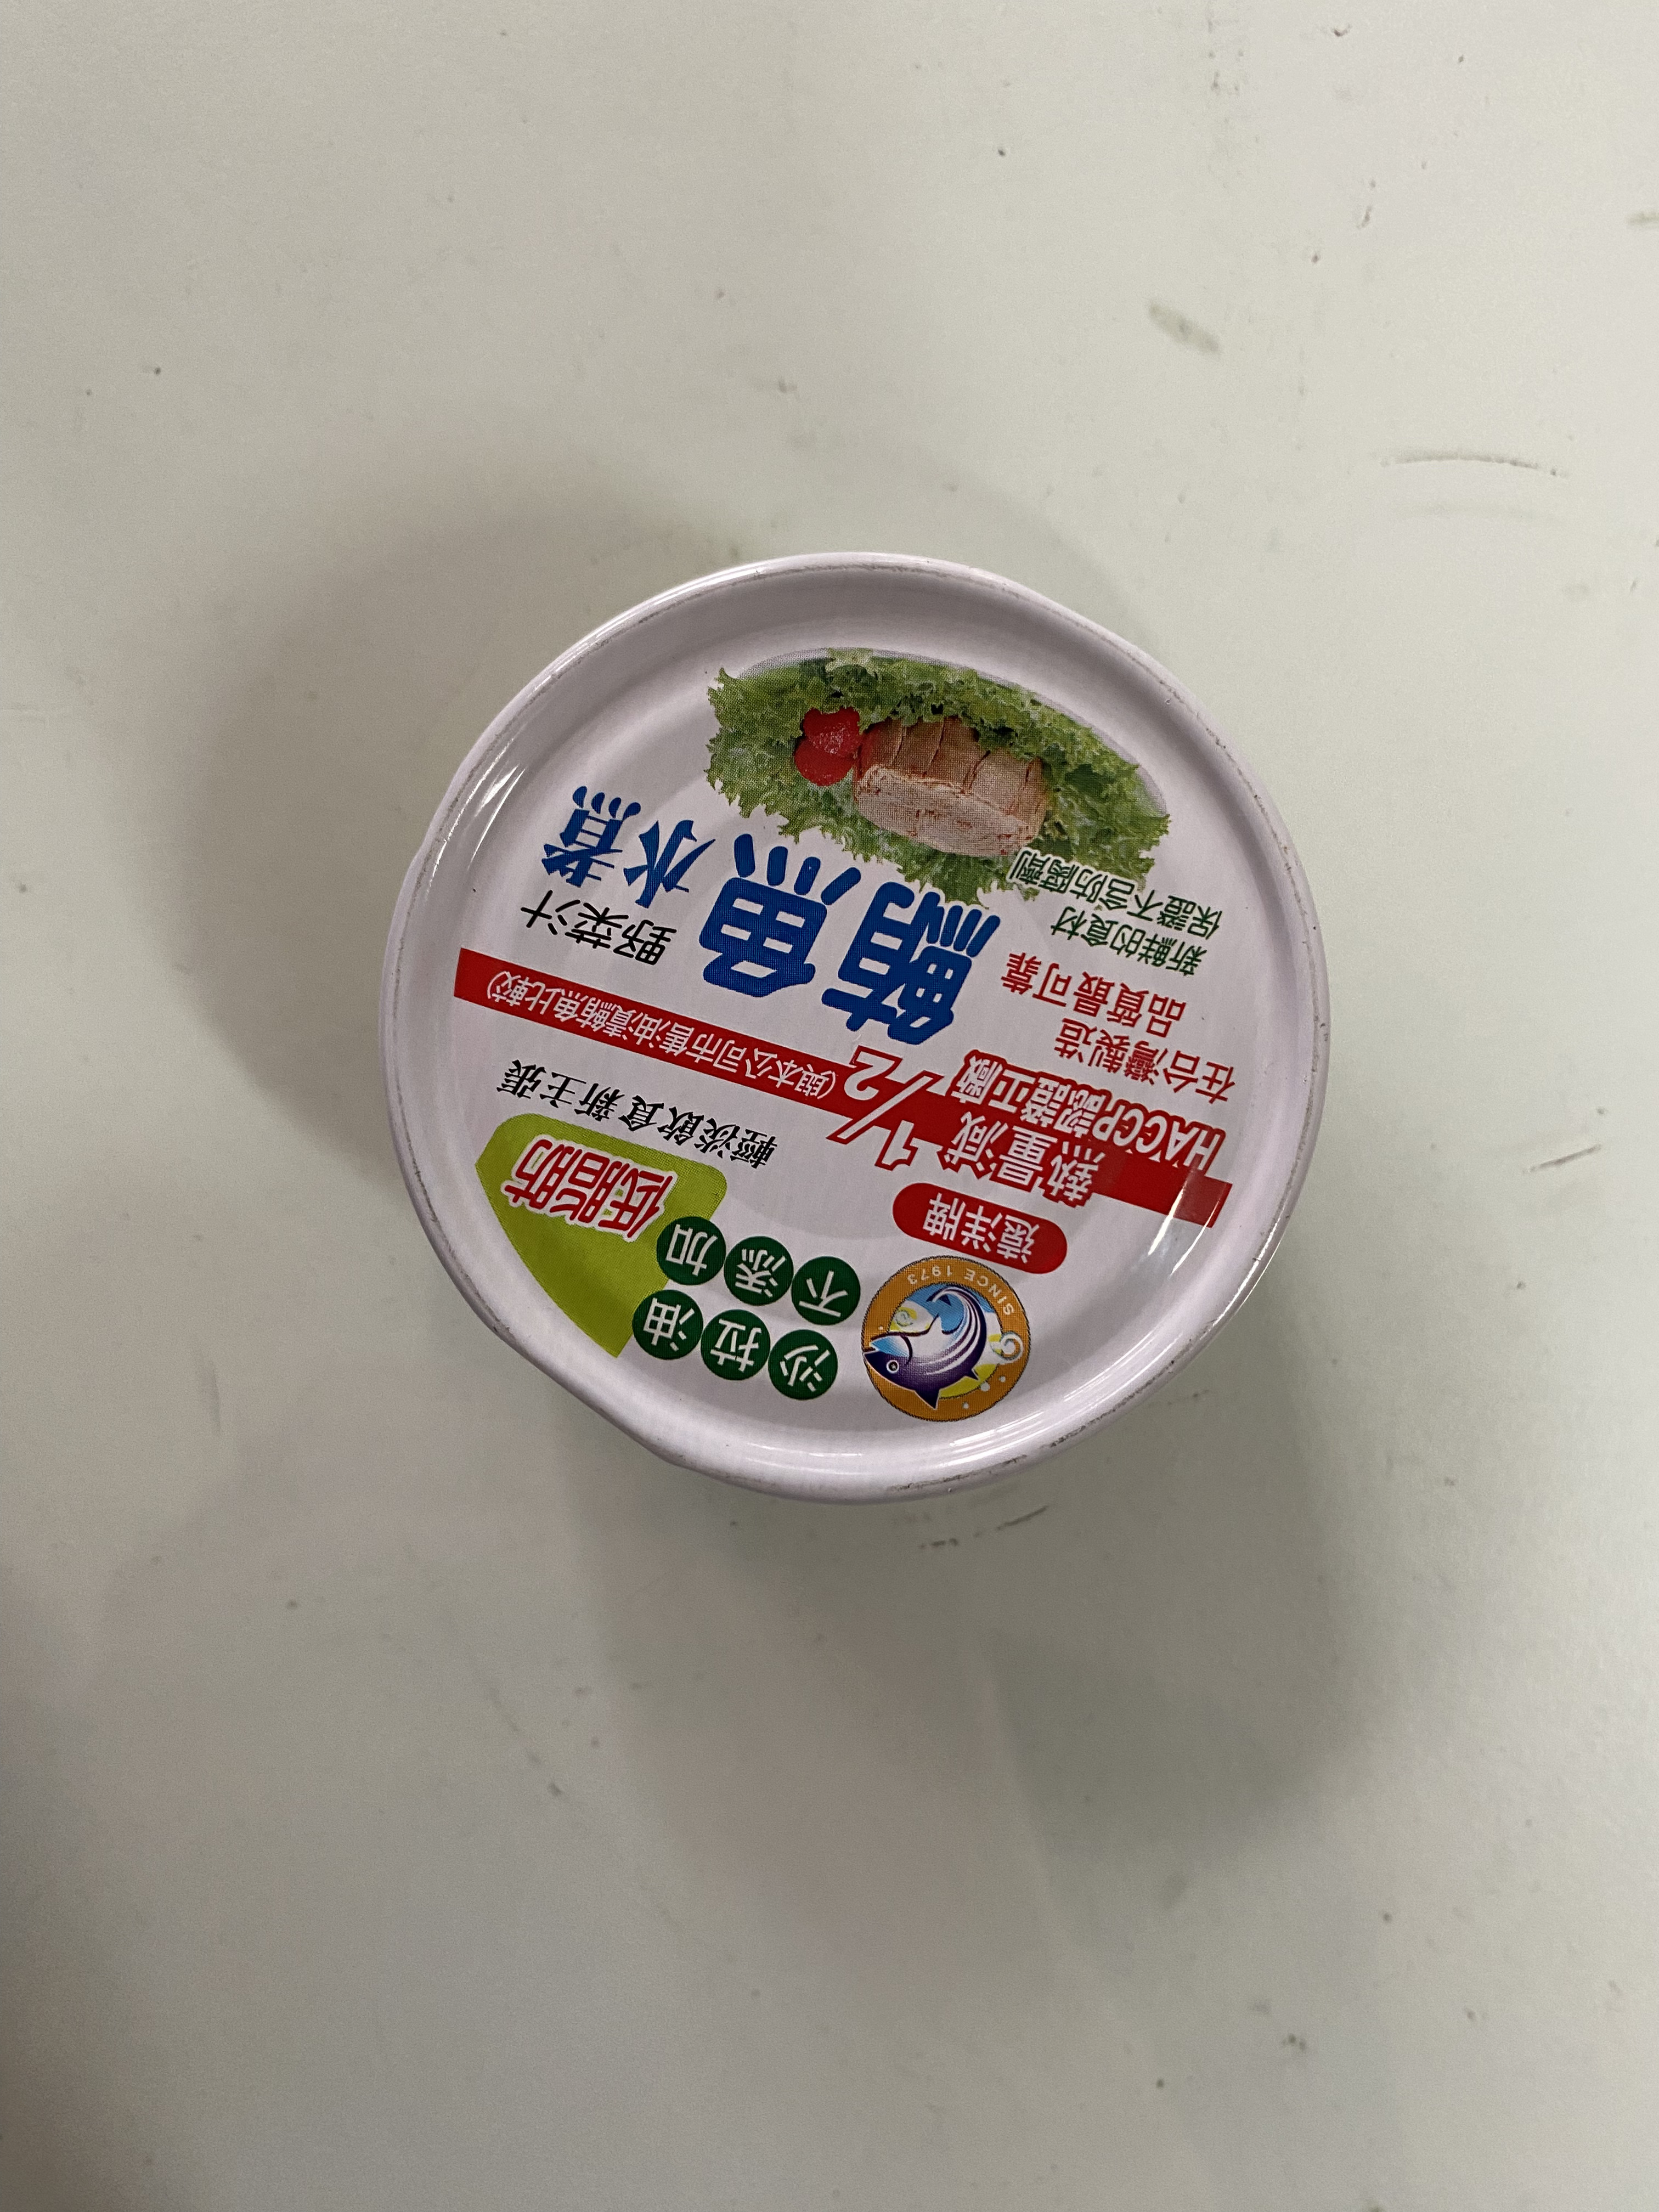 SINCE 1973
遠洋牌
沙拉油
不添加
低脂肪
輕淡飲食新主張
熱量減1/2
(與本公司市售油漬鮪魚比較)
HACCP認證工廠
在台灣製造
品質最可靠
新鮮的食材
保證不含防腐劑
鮪魚
野菜汁
水煮